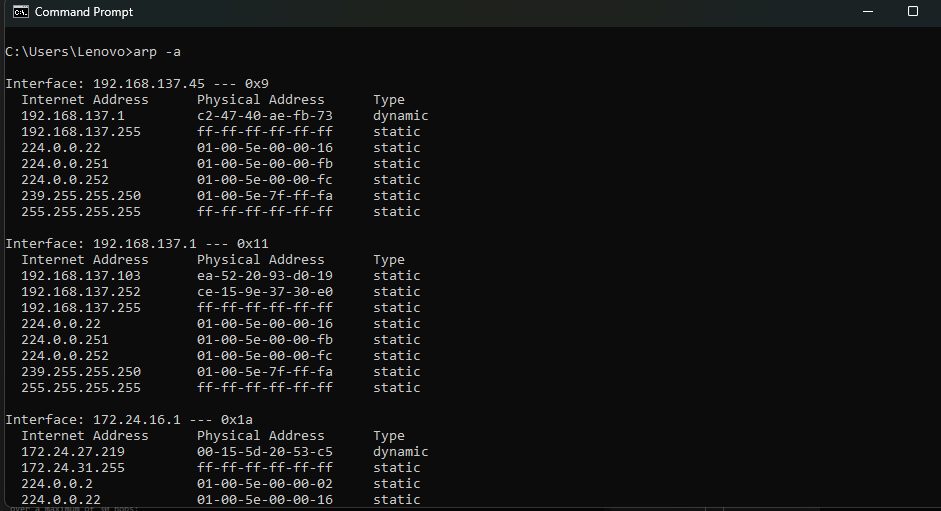 Command Prompt
C:\Users\Lenovo>arp -a
Interface: 192.168.137.45 --- 0x9
Internet Address Physical Address Type
192.168.137.1 c2-47-40-ae-fb-73 dynamic
192.168.137.255 ff-ff-ff-ff-ff-ff static
224.0.0.22 01-00-5e-00-00-16 static
224.0.0.251 01-00-5e-00-00-fb static
224.0.0.252 01-00-5e-00-00-fc static
239.255.255.250 01-00-5e-7f-ff-fa static
255.255.255.255 ff-ff-ff-ff-ff-ff static
Interface: 192.168.137.1 --- 0x11
Internet Address Physical Address Type
192.168.137.103 ea-52-20-93-d0-19 static
192.168.137.252 ce-15-9e-37-30-e0 static
192.168.137.255 ff-ff-ff-ff-ff-ff static
224.0.0.22 01-00-5e-00-00-16 static
224.0.0.251 01-00-5e-00-00-fb static
224.0.0.252 01-00-5e-00-00-fc static
239.255.255.250 01-00-5e-7f-ff-fa static
255.255.255.255 ff-ff-ff-ff-ff-ff static
Interface: 172.24.16.1 --- 0x1a
Internet Address Physical Address Type
172.24.27.219 00-15-5d-20-53-c5 dynamic
172.24.31.255 ff-ff-ff-ff-ff-ff static
224.0.0.2 01-00-5e-00-00-02 static
224.0.0.22 01-00-5e-00-00-16 static
over a maximum of 30 hops: